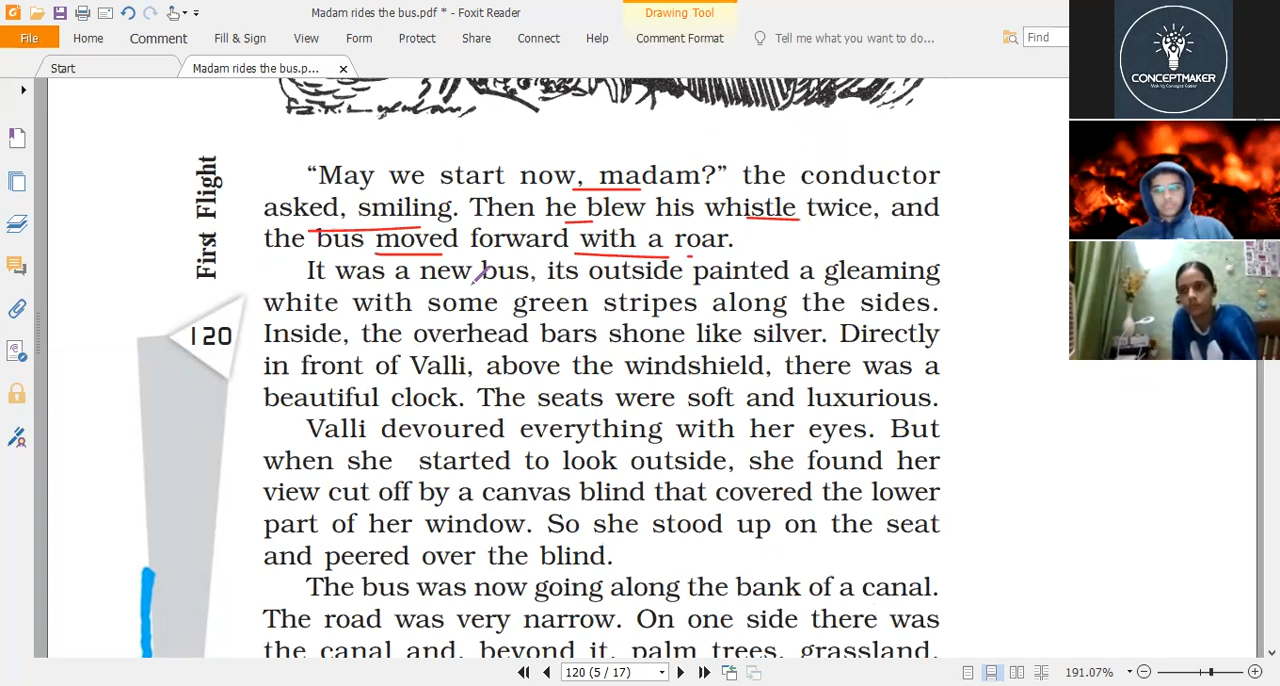 Madam rides the bus.pdf * - Foxit Reader
Drawing Tool
File Home Comment Fill & Sign View Form Protect Share Connect Help Comment Format Tell me what you want to do... Find
Start Madam rides the bus.p...
CONCEPTMAKER
First Flight
120
“May we start now, madam?” the conductor
asked, smiling. Then he blew his whistle twice, and
the bus moved forward with a roar.
It was a new bus, its outside painted a gleaming
white with some green stripes along the sides.
Inside, the overhead bars shone like silver. Directly
in front of Valli, above the windshield, there was a
beautiful clock. The seats were soft and luxurious.
Valli devoured everything with her eyes. But
when she started to look outside, she found her
view cut off by a canvas blind that covered the lower
part of her window. So she stood up on the seat
and peered over the blind.
The bus was now going along the bank of a canal.
The road was very narrow. On one side there was
the canal and, beyond it, palm trees, grassland,
120 (5 / 17)
191.07%